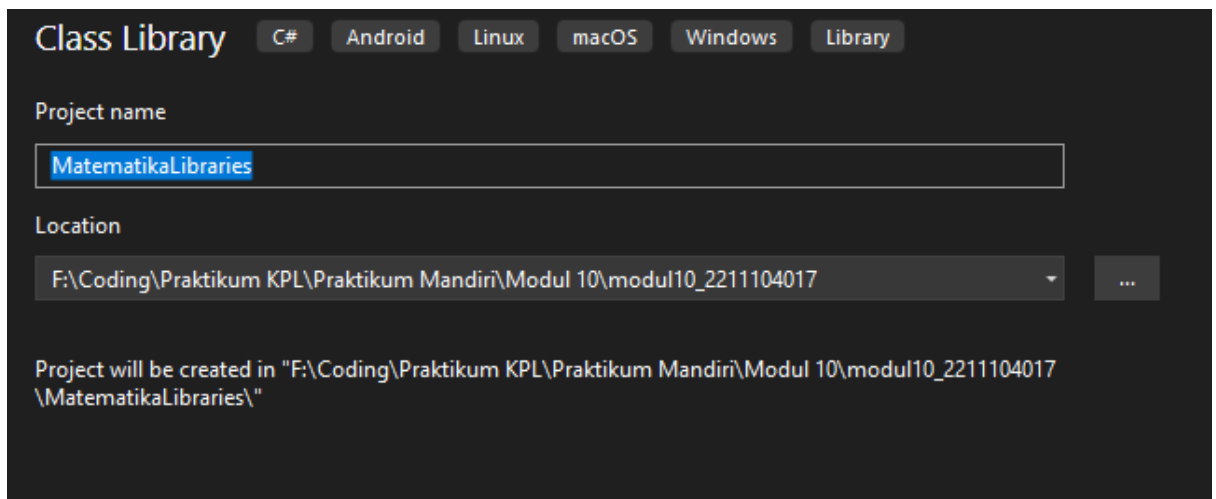 Class Library C# Android Linux macOS Windows Library
Project name
MatematikaLibraries
Location
F:\Coding\Praktikum KPL\Praktikum Mandiri\Modul 10\modul10_2211104017
...
Project will be created in "F:\Coding\Praktikum KPL\Praktikum Mandiri\Modul 10\modul10_2211104017
\MatematikaLibraries\"